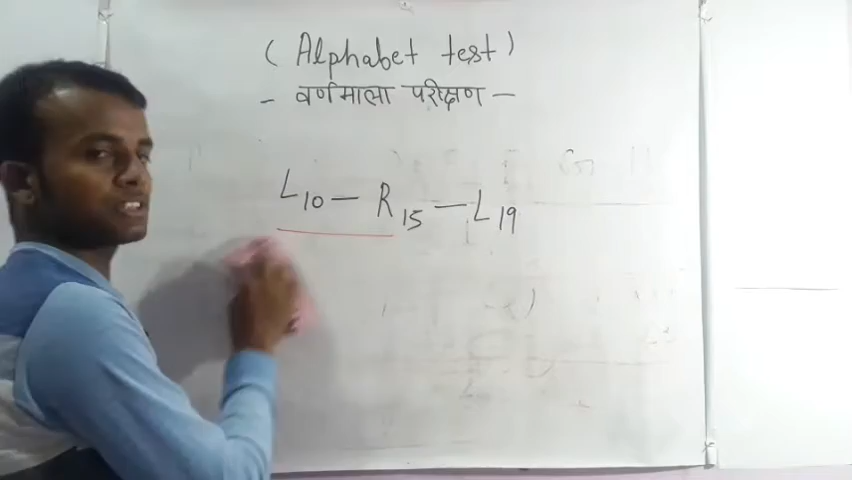 ( Alphabet test )
- वर्णमाला परीक्षण -
L10 - R15 - L19